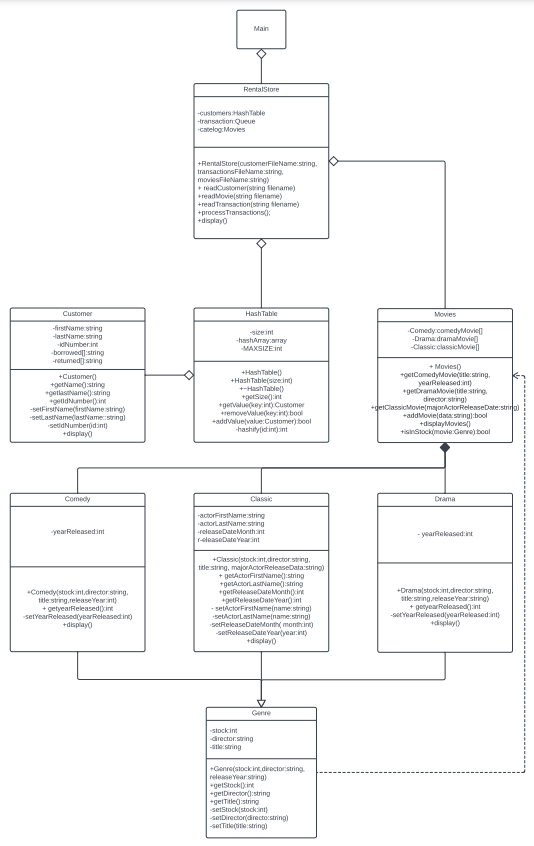 Main
RentalStore
-customers:HashTable
-transaction:Queue
-catelog:Movies
+RentalStore(customerFileName:string,
transactionsFileName:string,
moviesFileName:string)
+ readCustomer(string filename)
+readMovie(string filename)
+readTransaction(string filename)
+processTransactions();
+display()
Customer
-firstName:string
-lastName:string
-idNumber:int
-borrowed[]:string
-returned[]:string
+Customer()
+getName():string
+getlastName():string
+getIdNumber():int
-setFirstName(firstName:string)
-setLastName(lastName::string)
-setIdNumber(id:int)
+display()
HashTable
-size:int
-hashArray:array
-MAXSIZE:int
+HashTable()
+HashTable(size:int)
+~HashTable()
+getSize():int
+getValue(key:int):Customer
+removeValue(key:int):bool
+addValue(value:Customer):bool
-hashify(id:int):int
Movies
-Comedy:comedyMovie[]
-Drama:dramaMovie[]
-Classic:classicMovie[]
+ Movies()
+getComedyMovie(title:string,
yearReleased:int)
+getDramaMovie(title:string,
director:string)
+getClassicMovie(majorActorReleaseDate:string)
+addMovie(data:string):bool
+displayMovies()
+isInStock(movie:Genre):bool
Comedy
-yearReleased:int
+Comedy(stock:int,director:string,
title:string,releaseYear:int)
+ getyearReleased():int
-setYearReleased(yearReleased:int)
+display()
Classic
-actorFirstName:string
-actorLastName:string
-releaseDateMonth:int
r-eleaseDateYear:int
+Classic(stock:int,director:string,
title:string, majorActorReleaseData:string)
+ getActorFirstName():string
+getActorLastName():string
+getReleaseDateMonth():int
+getReleaseDateYear():int
- setActorFirstName(name:string)
-setActorLastName(name:string)
-setReleaseDateMonth( month:int)
-setReleaseDateYear(year:int)
+display()
Drama
- yearReleased:int
+Drama(stock:int,director:string,
title:string,releaseYear:string)
+ getyearReleased():int
-setYearReleased(yearReleased:int)
+display()
Genre
-stock:int
-director:string
-title:string
+Genre(stock:int,director:string,
releaseYear:string)
+getStock():int
+getDirector():string
+getTitle():string
-setStock(stock:int)
-setDirector(directo:string)
-setTitle(title:string)